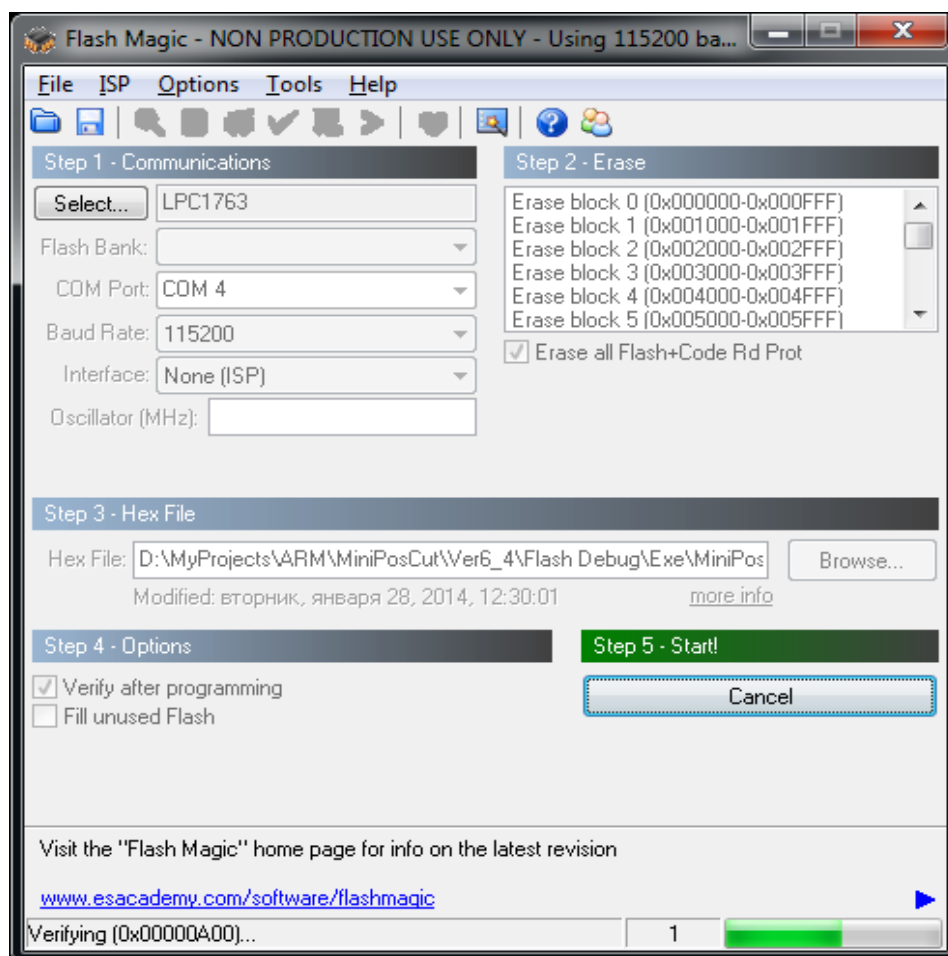 Flash Magic - NON PRODUCTION USE ONLY - Using 115200 ba...
File ISP Options Tools Help
Step 1 - Communications
Select... LPC1763
Flash Bank:
COM Port: COM 4
Baud Rate: 115200
Interface: None (ISP)
Oscillator (MHz):
Step 2 - Erase
Erase block 0 (0x000000-0x000FFF)
Erase block 1 (0x001000-0x001FFF)
Erase block 2 (0x002000-0x002FFF)
Erase block 3 (0x003000-0x003FFF)
Erase block 4 (0x004000-0x004FFF)
Erase block 5 (0x005000-0x005FFF)
Erase all Flash+Code Rd Prot
Step 3 - Hex File
Hex File: D:\MyProjects\ARM\MiniPosCut\Ver6_4\Flash Debug\Exe\MiniPos Browse...
Modified: вторник, января 28, 2014, 12:30:01 more info
Step 4 - Options
Verify after programming
Fill unused Flash
Step 5 - Start!
Cancel
Visit the "Flash Magic" home page for info on the latest revision
www.esacademy.com/software/flashmagic
Verifying (0x00000A00)... 1